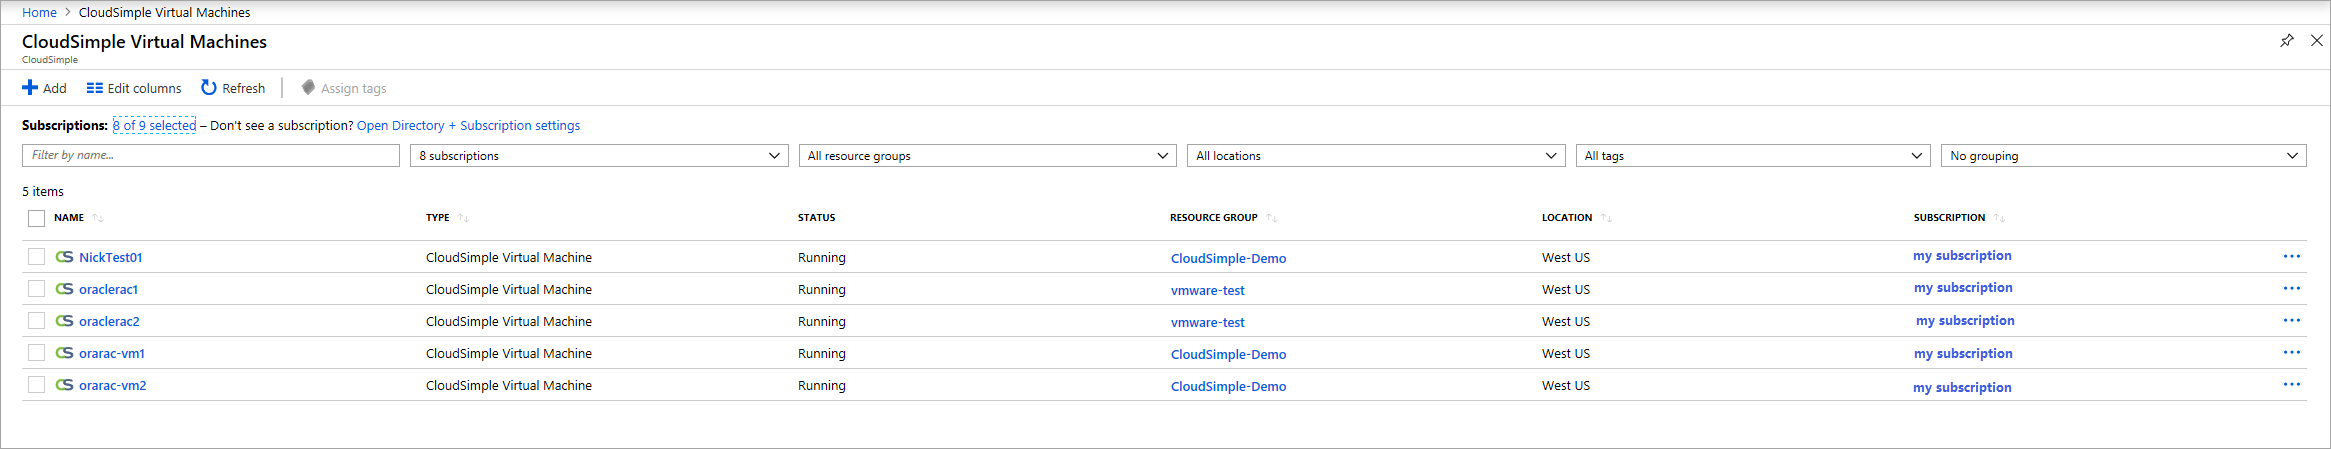 Home > CloudSimple Virtual Machines
CloudSimple Virtual Machines
CloudSimple
Add Edit columns Refresh Assign tags
Subscriptions: 8 of 9 selected – Don't see a subscription? Open Directory + Subscription settings
Filter by name... 8 subscriptions All resource groups All locations All tags No grouping
5 items
NAME TYPE STATUS RESOURCE GROUP LOCATION SUBSCRIPTION
CS NickTest01 CloudSimple Virtual Machine Running CloudSimple-Demo West US my subscription
CS oraclerac1 CloudSimple Virtual Machine Running vmware-test West US my subscription
CS oraclerac2 CloudSimple Virtual Machine Running vmware-test West US my subscription
CS orarac-vm1 CloudSimple Virtual Machine Running CloudSimple-Demo West US my subscription
CS orarac-vm2 CloudSimple Virtual Machine Running CloudSimple-Demo West US my subscription